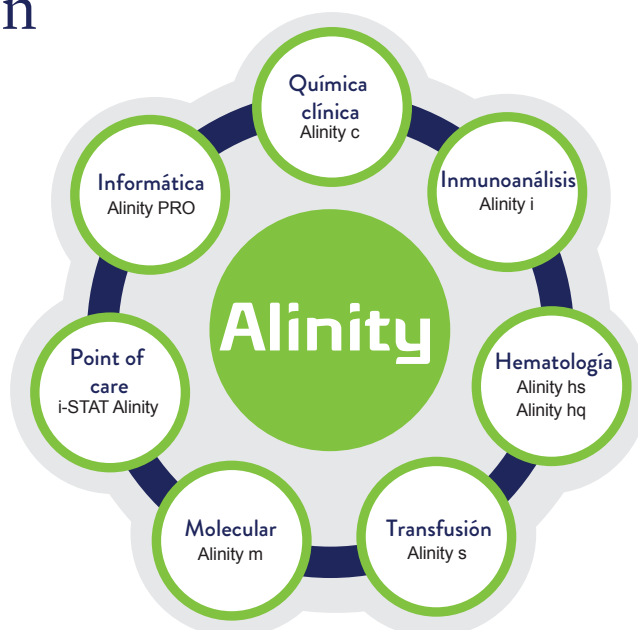 n
Química
clínica
Alinity c
Informática
Alinity PRO
Inmunoanálisis
Alinity i
Alinity
Point of
care
i-STAT Alinity
Hematología
Alinity hs
Alinity hq
Molecular
Alinity m
Transfusión
Alinity s